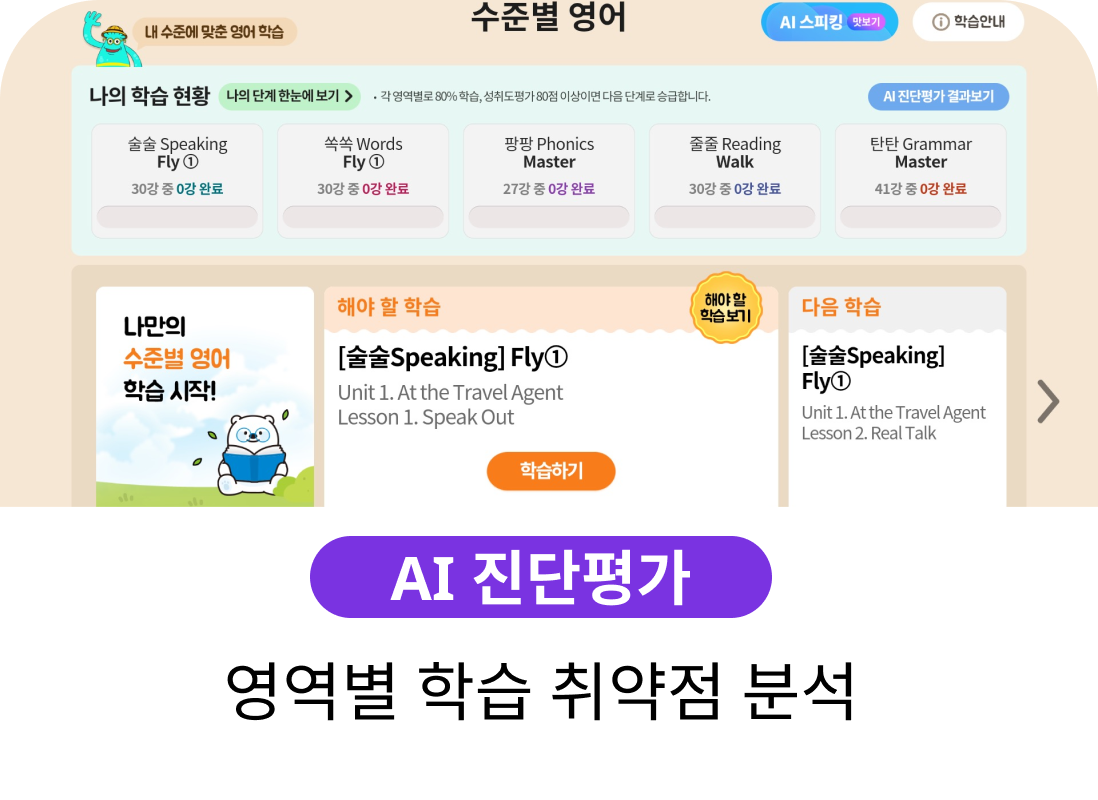 수준별 영어
내 수준에 맞춘 영어 학습
AI 스피킹 맛보기
학습안내
나의 학습 현황
나의 단계 한눈에 보기
• 각 영역별로 80% 학습, 성취도평가 80점 이상이면 다음 단계로 승급합니다.
AI 진단평가 결과보기
술술 Speaking
Fly ①
30강 중 0강 완료
쏙쏙 Words
Fly ①
30강 중 0강 완료
팡팡 Phonics
Master
27강 중 0강 완료
줄줄 Reading
Walk
30강 중 0강 완료
탄탄 Grammar
Master
41강 중 0강 완료
나만의
수준별 영어
학습 시작!
해야 할 학습
해야 할
학습 보기
[술술Speaking] Fly①
Unit 1. At the Travel Agent
Lesson 1. Speak Out
학습하기
다음 학습
[술술Speaking]
Fly①
Unit 1. At the Travel Agent
Lesson 2. Real Talk
AI 진단평가
영역별 학습 취약점 분석